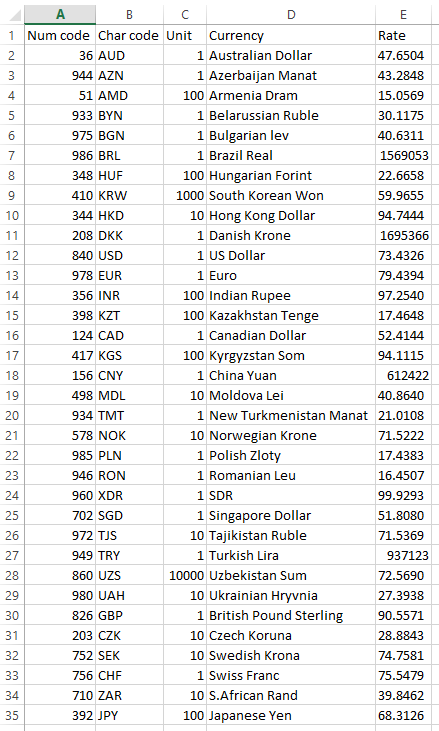 A B C D E
1 Num code Char code Unit Currency Rate
2 36 AUD 1 Australian Dollar 47.6504
3 944 AZN 1 Azerbaijan Manat 43.2848
4 51 AMD 100 Armenia Dram 15.0569
5 933 BYN 1 Belarussian Ruble 30.1175
6 975 BGN 1 Bulgarian lev 40.6311
7 986 BRL 1 Brazil Real 1569053
8 348 HUF 100 Hungarian Forint 22.6658
9 410 KRW 1000 South Korean Won 59.9655
10 344 HKD 10 Hong Kong Dollar 94.7444
11 208 DKK 1 Danish Krone 1695366
12 840 USD 1 US Dollar 73.4326
13 978 EUR 1 Euro 79.4394
14 356 INR 100 Indian Rupee 97.2540
15 398 KZT 100 Kazakhstan Tenge 17.4648
16 124 CAD 1 Canadian Dollar 52.4144
17 417 KGS 100 Kyrgyzstan Som 94.1115
18 156 CNY 1 China Yuan 612422
19 498 MDL 10 Moldova Lei 40.8640
20 934 TMT 1 New Turkmenistan Manat 21.0108
21 578 NOK 10 Norwegian Krone 71.5222
22 985 PLN 1 Polish Zloty 17.4383
23 946 RON 1 Romanian Leu 16.4507
24 960 XDR 1 SDR 99.9293
25 702 SGD 1 Singapore Dollar 51.8080
26 972 TJS 10 Tajikistan Ruble 71.5369
27 949 TRY 1 Turkish Lira 937123
28 860 UZS 10000 Uzbekistan Sum 72.5690
29 980 UAH 10 Ukrainian Hryvnia 27.3938
30 826 GBP 1 British Pound Sterling 90.5571
31 203 CZK 10 Czech Koruna 28.8843
32 752 SEK 10 Swedish Krona 74.7581
33 756 CHF 1 Swiss Franc 75.5479
34 710 ZAR 10 S.African Rand 39.8462
35 392 JPY 100 Japanese Yen 68.3126